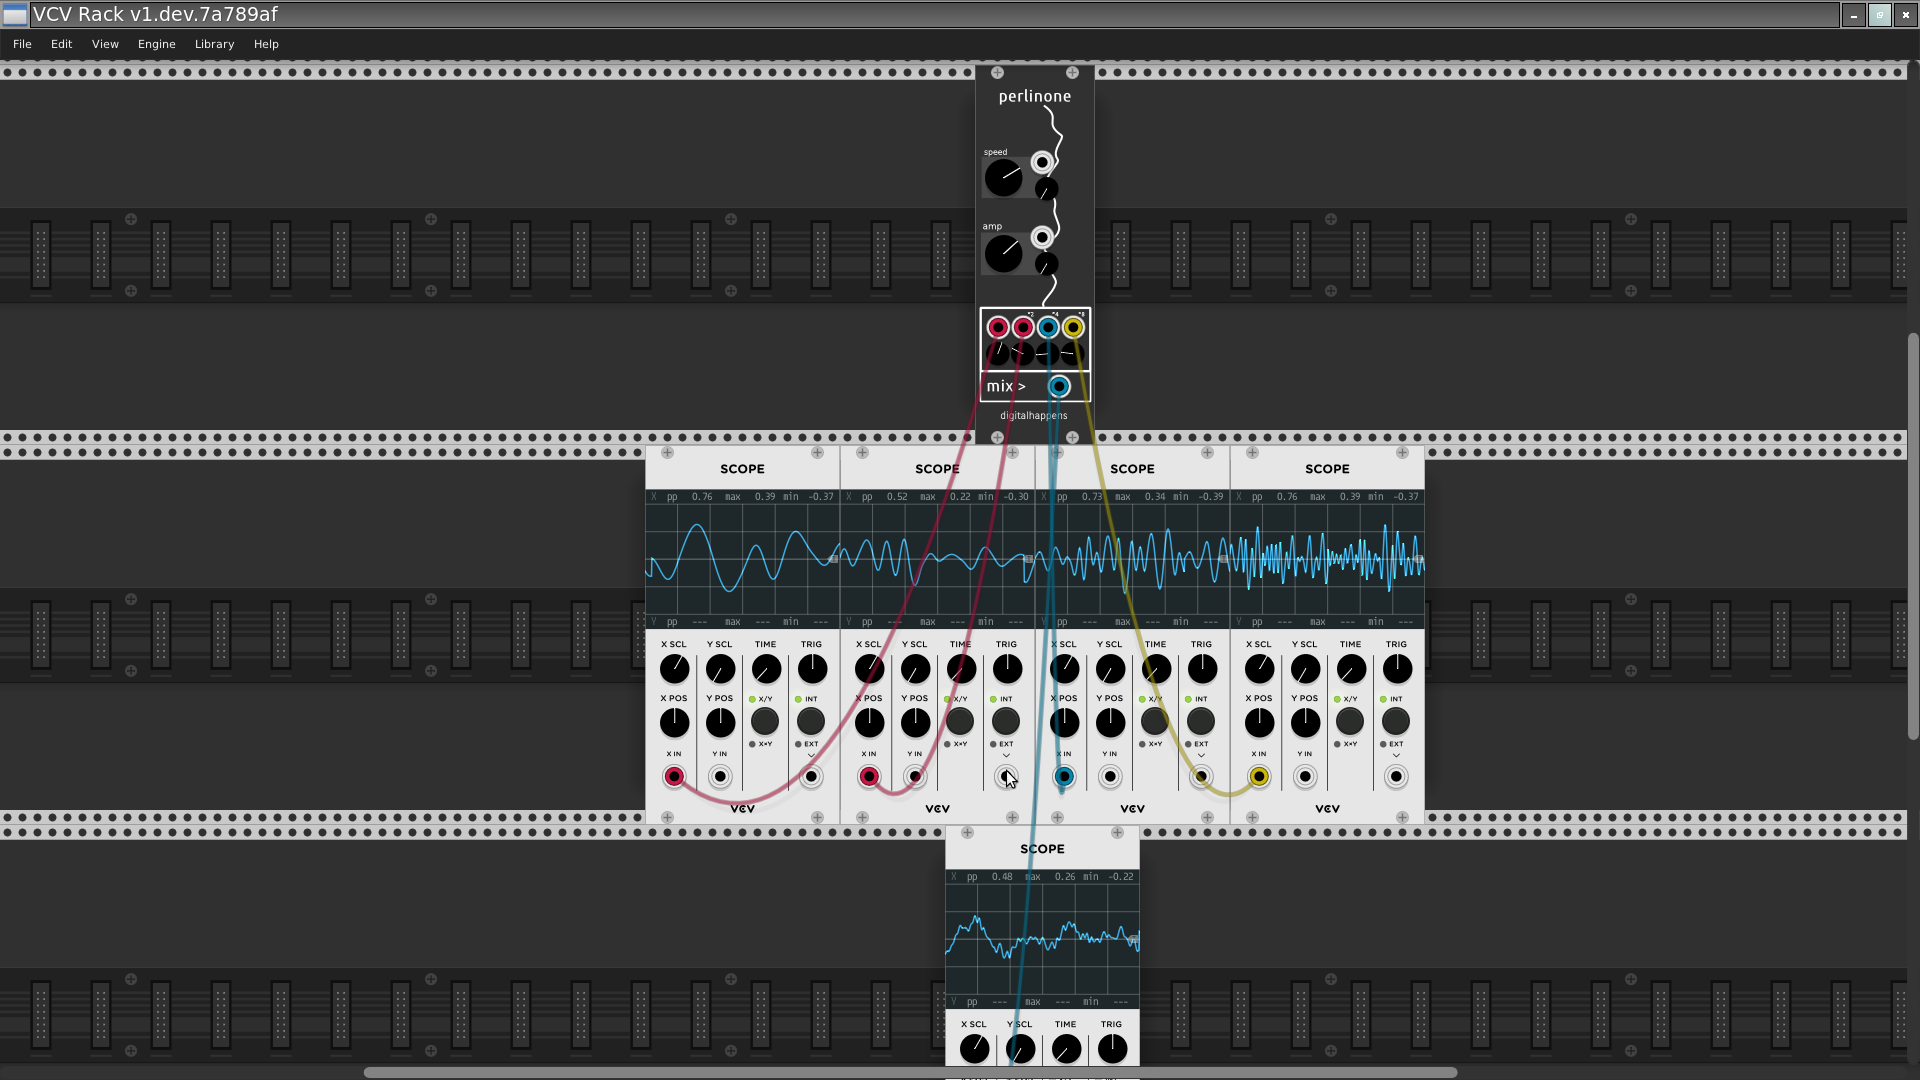 VCV Rack v1.dev.7a789af
File Edit View Engine Library Help
perlinone
speed
amp
*2 *4 *8
mix >
digitalhappens
SCOPE SCOPE SCOPE SCOPE
X pp 0.76 max 0.39 min -0.37 X pp 0.52 max 0.22 min -0.30 X pp 0.73 max 0.34 min -0.39 X pp 0.76 max 0.39 min -0.37
Y pp --- max --- min --- Y pp --- max --- min --- Y pp --- max --- min --- Y pp --- max --- min ---
X SCL Y SCL TIME TRIG X SCL Y SCL TIME TRIG X SCL Y SCL TIME TRIG X SCL Y SCL TIME TRIG
X POS Y POS X/Y INT X POS Y POS X/Y INT X POS Y POS X/Y INT X POS Y POS X/Y INT
X×Y EXT X×Y EXT X×Y EXT X×Y EXT
X IN Y IN X IN Y IN X IN Y IN X IN Y IN
VCV VCV VCV VCV
SCOPE
X pp 0.48 max 0.26 min -0.22
Y pp --- max --- min ---
X SCL Y SCL TIME TRIG